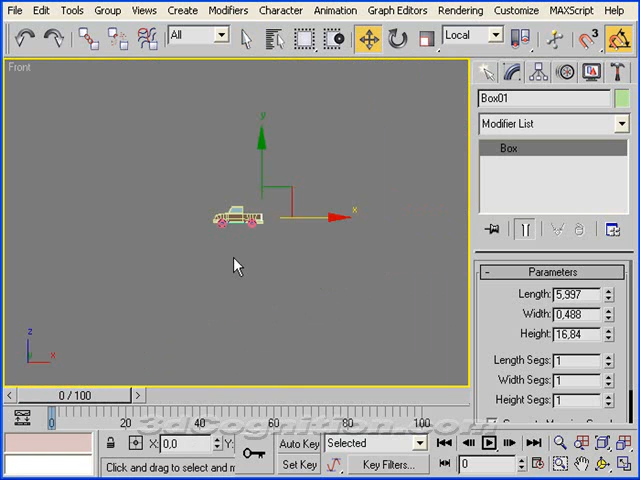 File Edit Tools Group Views Create Modifiers Character Animation Graph Editors Rendering Customize MAXScript Help
All
Local
3
Front
Box01
Modifier List
Box
y
x
z
y x
- Parameters
Length: 5,997
Width: 0,488
Height: 16,84
Length Segs: 1
Width Segs: 1
Height Segs: 1
< 0 / 100 >
0 20 40 60 80 100
3dCognition.com
X: 0,0 Y:
Auto Key Selected
Click and drag to select and m
Set Key Key Filters... 0